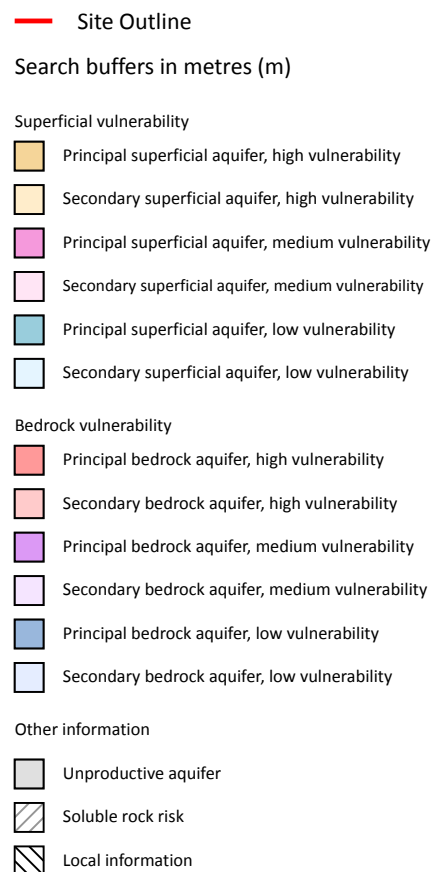 Site Outline
Search buffers in metres (m)
Superficial vulnerability
Principal superficial aquifer, high vulnerability
Secondary superficial aquifer, high vulnerability
Principal superficial aquifer, medium vulnerability
Secondary superficial aquifer, medium vulnerability
Principal superficial aquifer, low vulnerability
Secondary superficial aquifer, low vulnerability
Bedrock vulnerability
Principal bedrock aquifer, high vulnerability
Secondary bedrock aquifer, high vulnerability
Principal bedrock aquifer, medium vulnerability
Secondary bedrock aquifer, medium vulnerability
Principal bedrock aquifer, low vulnerability
Secondary bedrock aquifer, low vulnerability
Other information
Unproductive aquifer
Soluble rock risk
Local information